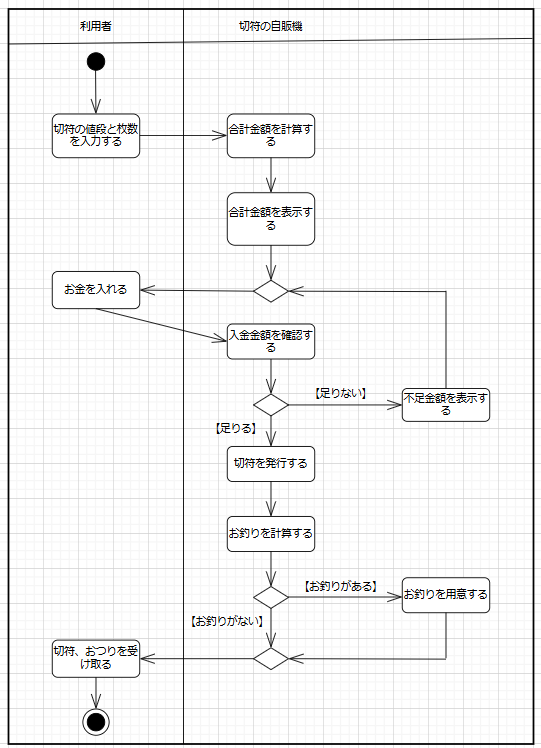 利用者
切符の自販機
切符の値段と枚数
を入力する
合計金額を計算す
る
合計金額を表示す
る
お金を入れる
入金金額を確認す
る
【足りない】
不足金額を表示す
る
【足りる】
切符を発行する
お釣りを計算する
【お釣りがある】
お釣りを用意する
【お釣りがない】
切符、おつりを受
け取る